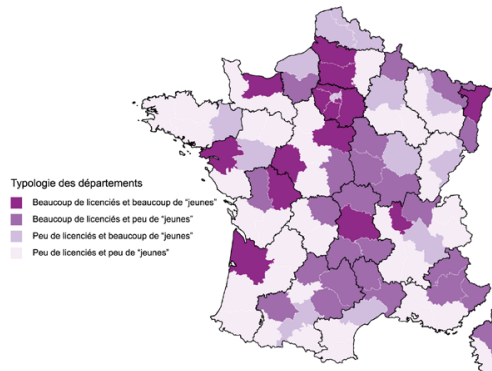 Typologie des départements
Beaucoup de licenciés et beaucoup de "jeunes"
Beaucoup de licenciés et peu de "jeunes"
Peu de licenciés et beaucoup de "jeunes"
Peu de licenciés et peu de "jeunes"